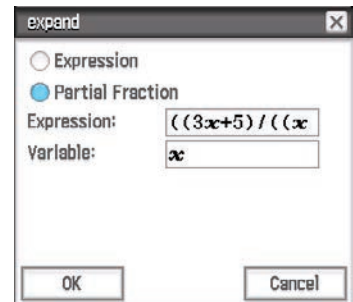 expand
Expression
Partial Fraction
Expression: ((3x+5)/((x
Variable: x
OK Cancel